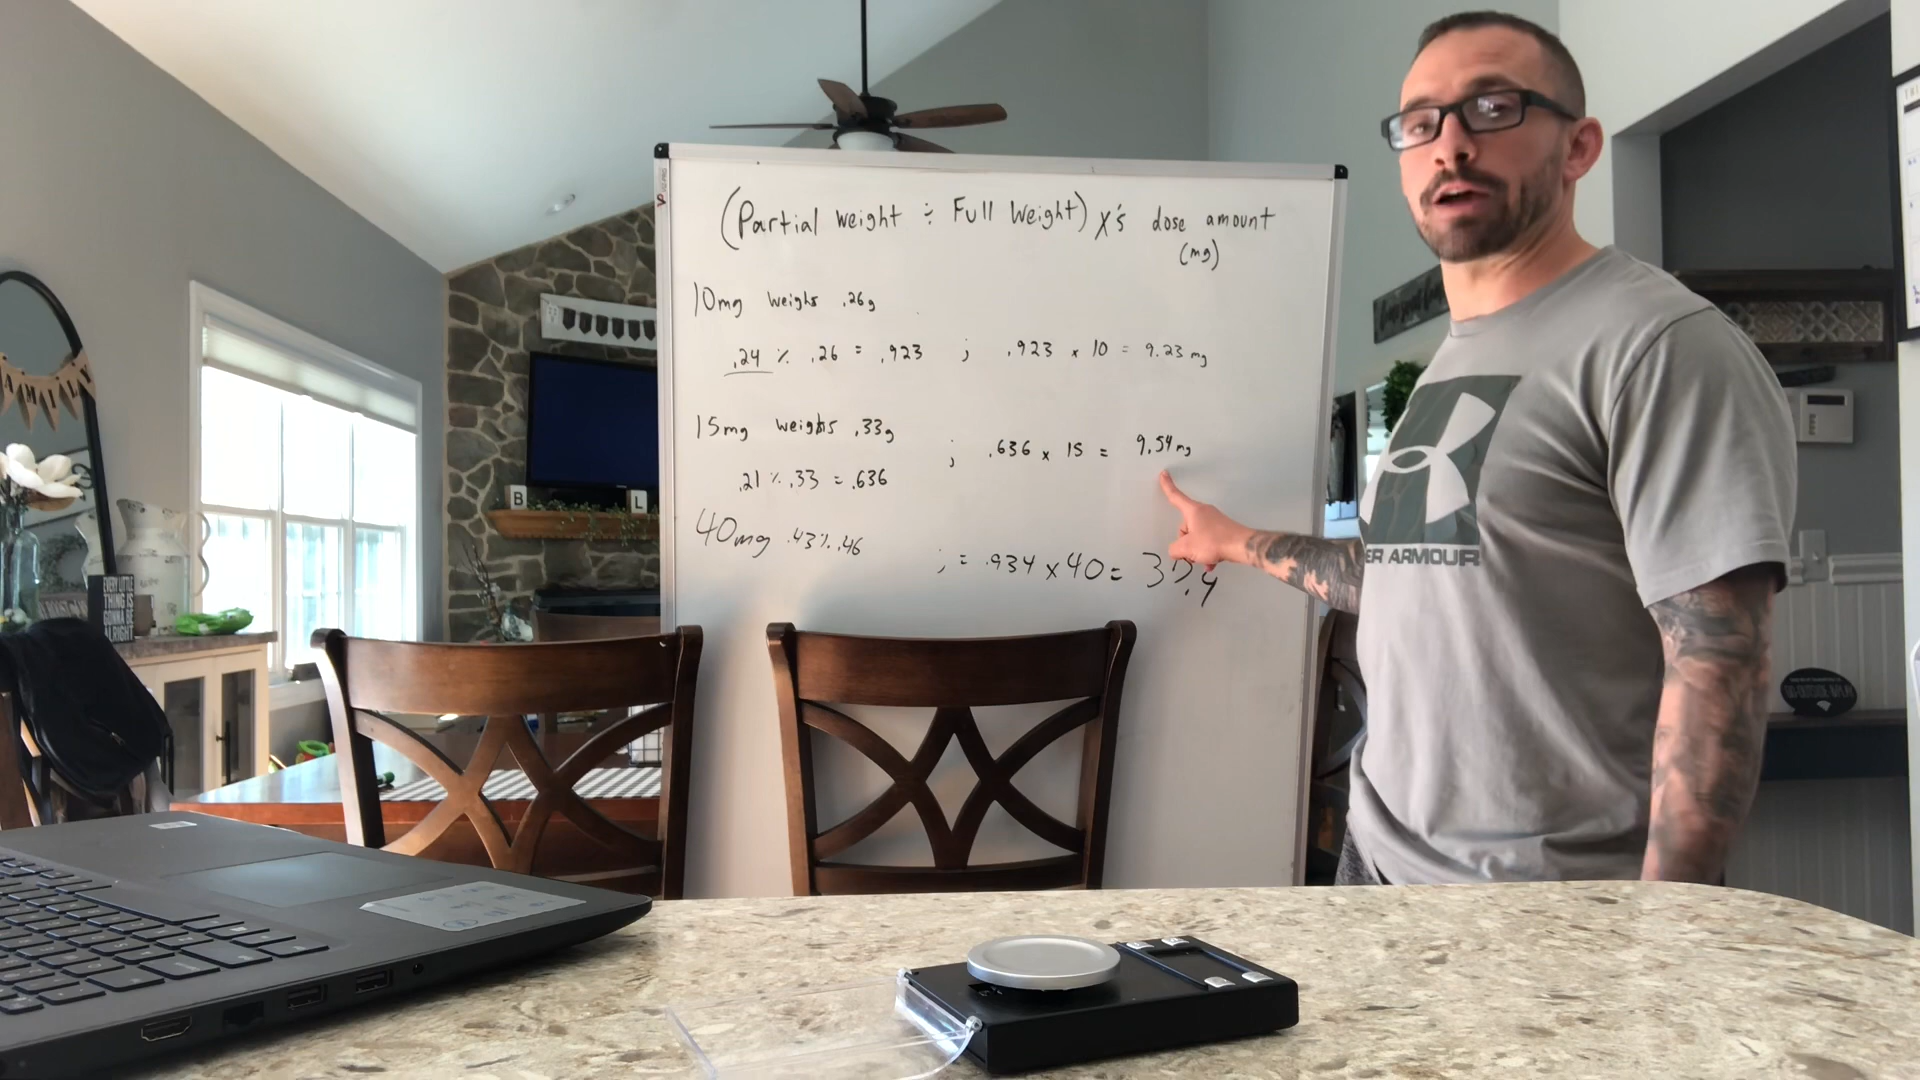 (Partial weight ÷ Full Weight) X's dose amount
(mg)
10mg weighs .26g
.24 ٪ .26 = .923 ; .923 x 10 = 9.23 mg
15mg weighs .33g
.21 ٪ .33 = .636 ; .636 x 15 = 9.54 mg
40mg .43 ٪ .46 ; = .934 x 40 = 37.4
AMIL
B L
EVERY LITTLE
THING IS
GONNA BE
ALRIGHT
ER ARMOUR